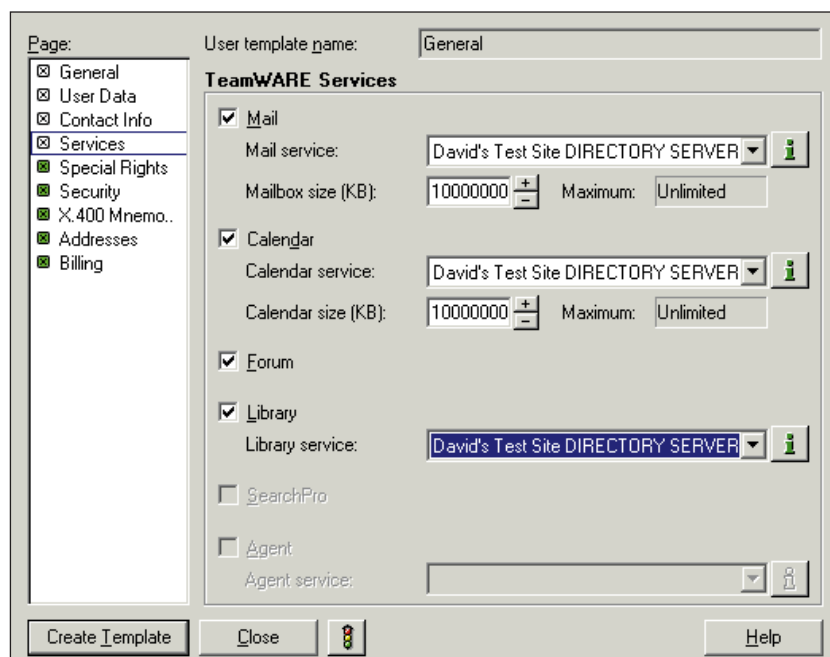 Page:
General
User Data
Contact Info
Services
Special Rights
Security
X.400 Mnemo..
Addresses
Billing
User template name: General
TeamWARE Services
Mail
Mail service: David's Test Site DIRECTORY SERVER
Mailbox size (KB): 10000000 Maximum: Unlimited
Calendar
Calendar service: David's Test Site DIRECTORY SERVER
Calendar size (KB): 10000000 Maximum: Unlimited
Forum
Library
Library service: David's Test Site DIRECTORY SERVER
SearchPro
Agent
Agent service:
Create Template Close Help